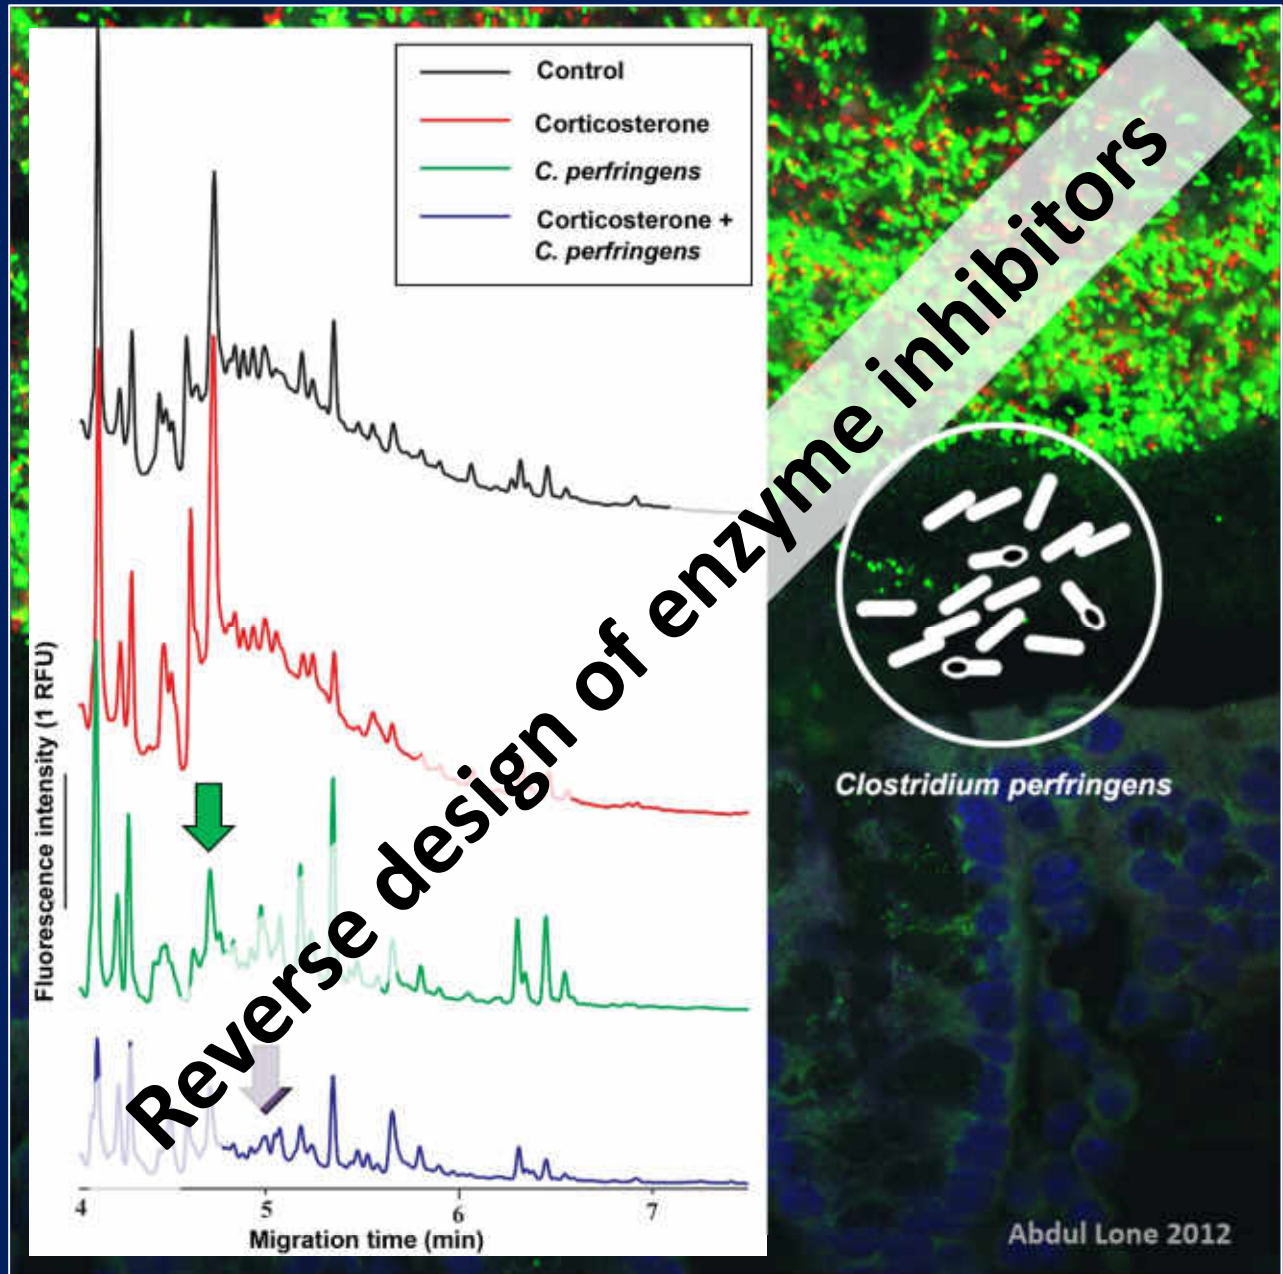 Control
Corticosterone
C. perfringens
Corticosterone +
C. perfringens
Reverse design of enzyme inhibitors
Clostridium perfringens
Fluorescence intensity (1 RFU)
4 5 6 7
Migration time (min)
Abdul Lone 2012